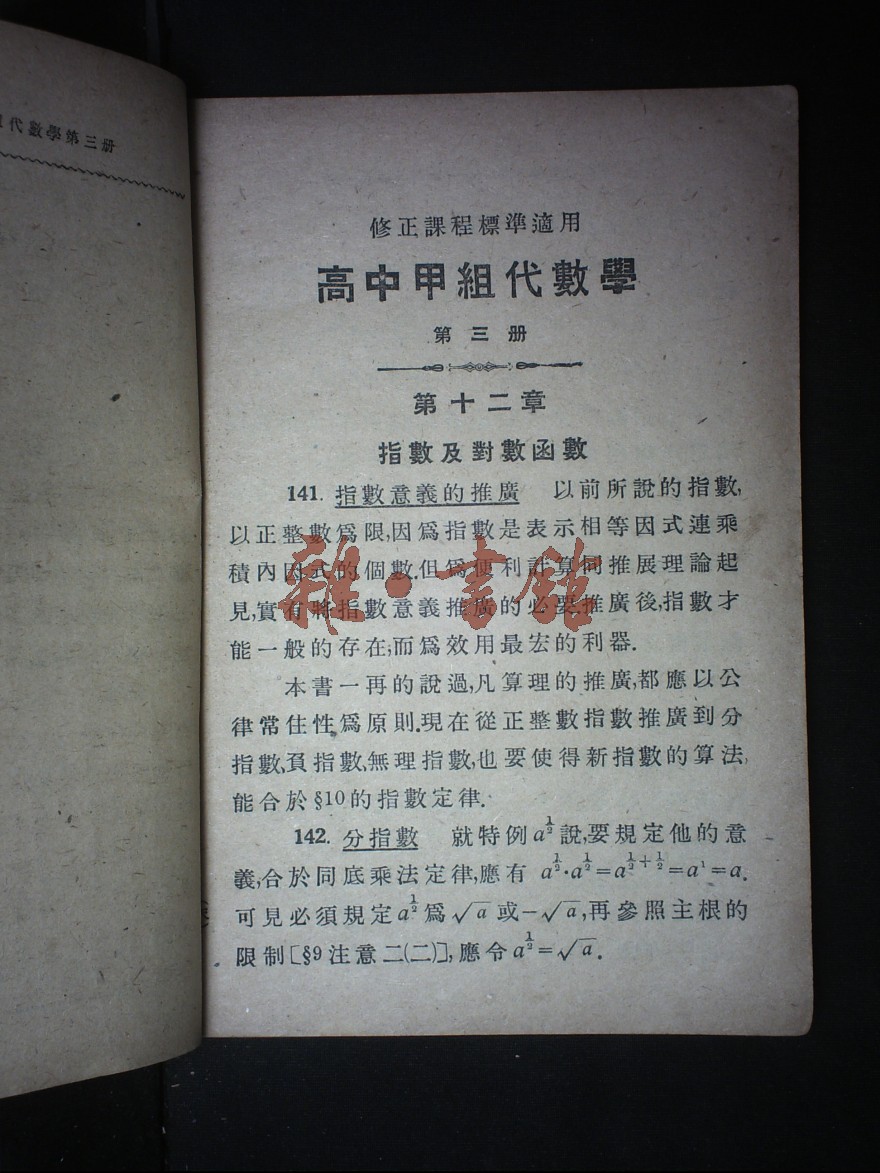 代數學第三册
修正課程標準適用
高中甲組代數學
第三册
第十二章
指數及對數函數
141. 指數意義的推廣 以前所說的指數,
以正整數爲限,因爲指數是表示相等因式連乘
積內因式的個數.但爲便利計算同推展理論起
見,實有將指數意義推廣的必要.推廣後,指數才
能一般的存在,而爲效用最宏的利器.
本書一再的說過,凡算理的推廣,都應以公
律常住性爲原則.現在從正整數指數推廣到分
指數,負指數,無理指數,也要使得新指數的算法,
能合於§10的指數定律.
142. 分指數 就特例a^{1/2}說,要規定他的意
義,合於同底乘法定律,應有 a^{1/2}·a^{1/2}=a^{1/2+1/2}=a¹=a.
可見必須規定a^{1/2}爲√a或−√a,再參照主根的
限制[§9注意二(二)],應令a^{1/2}=√a.
雜·書館